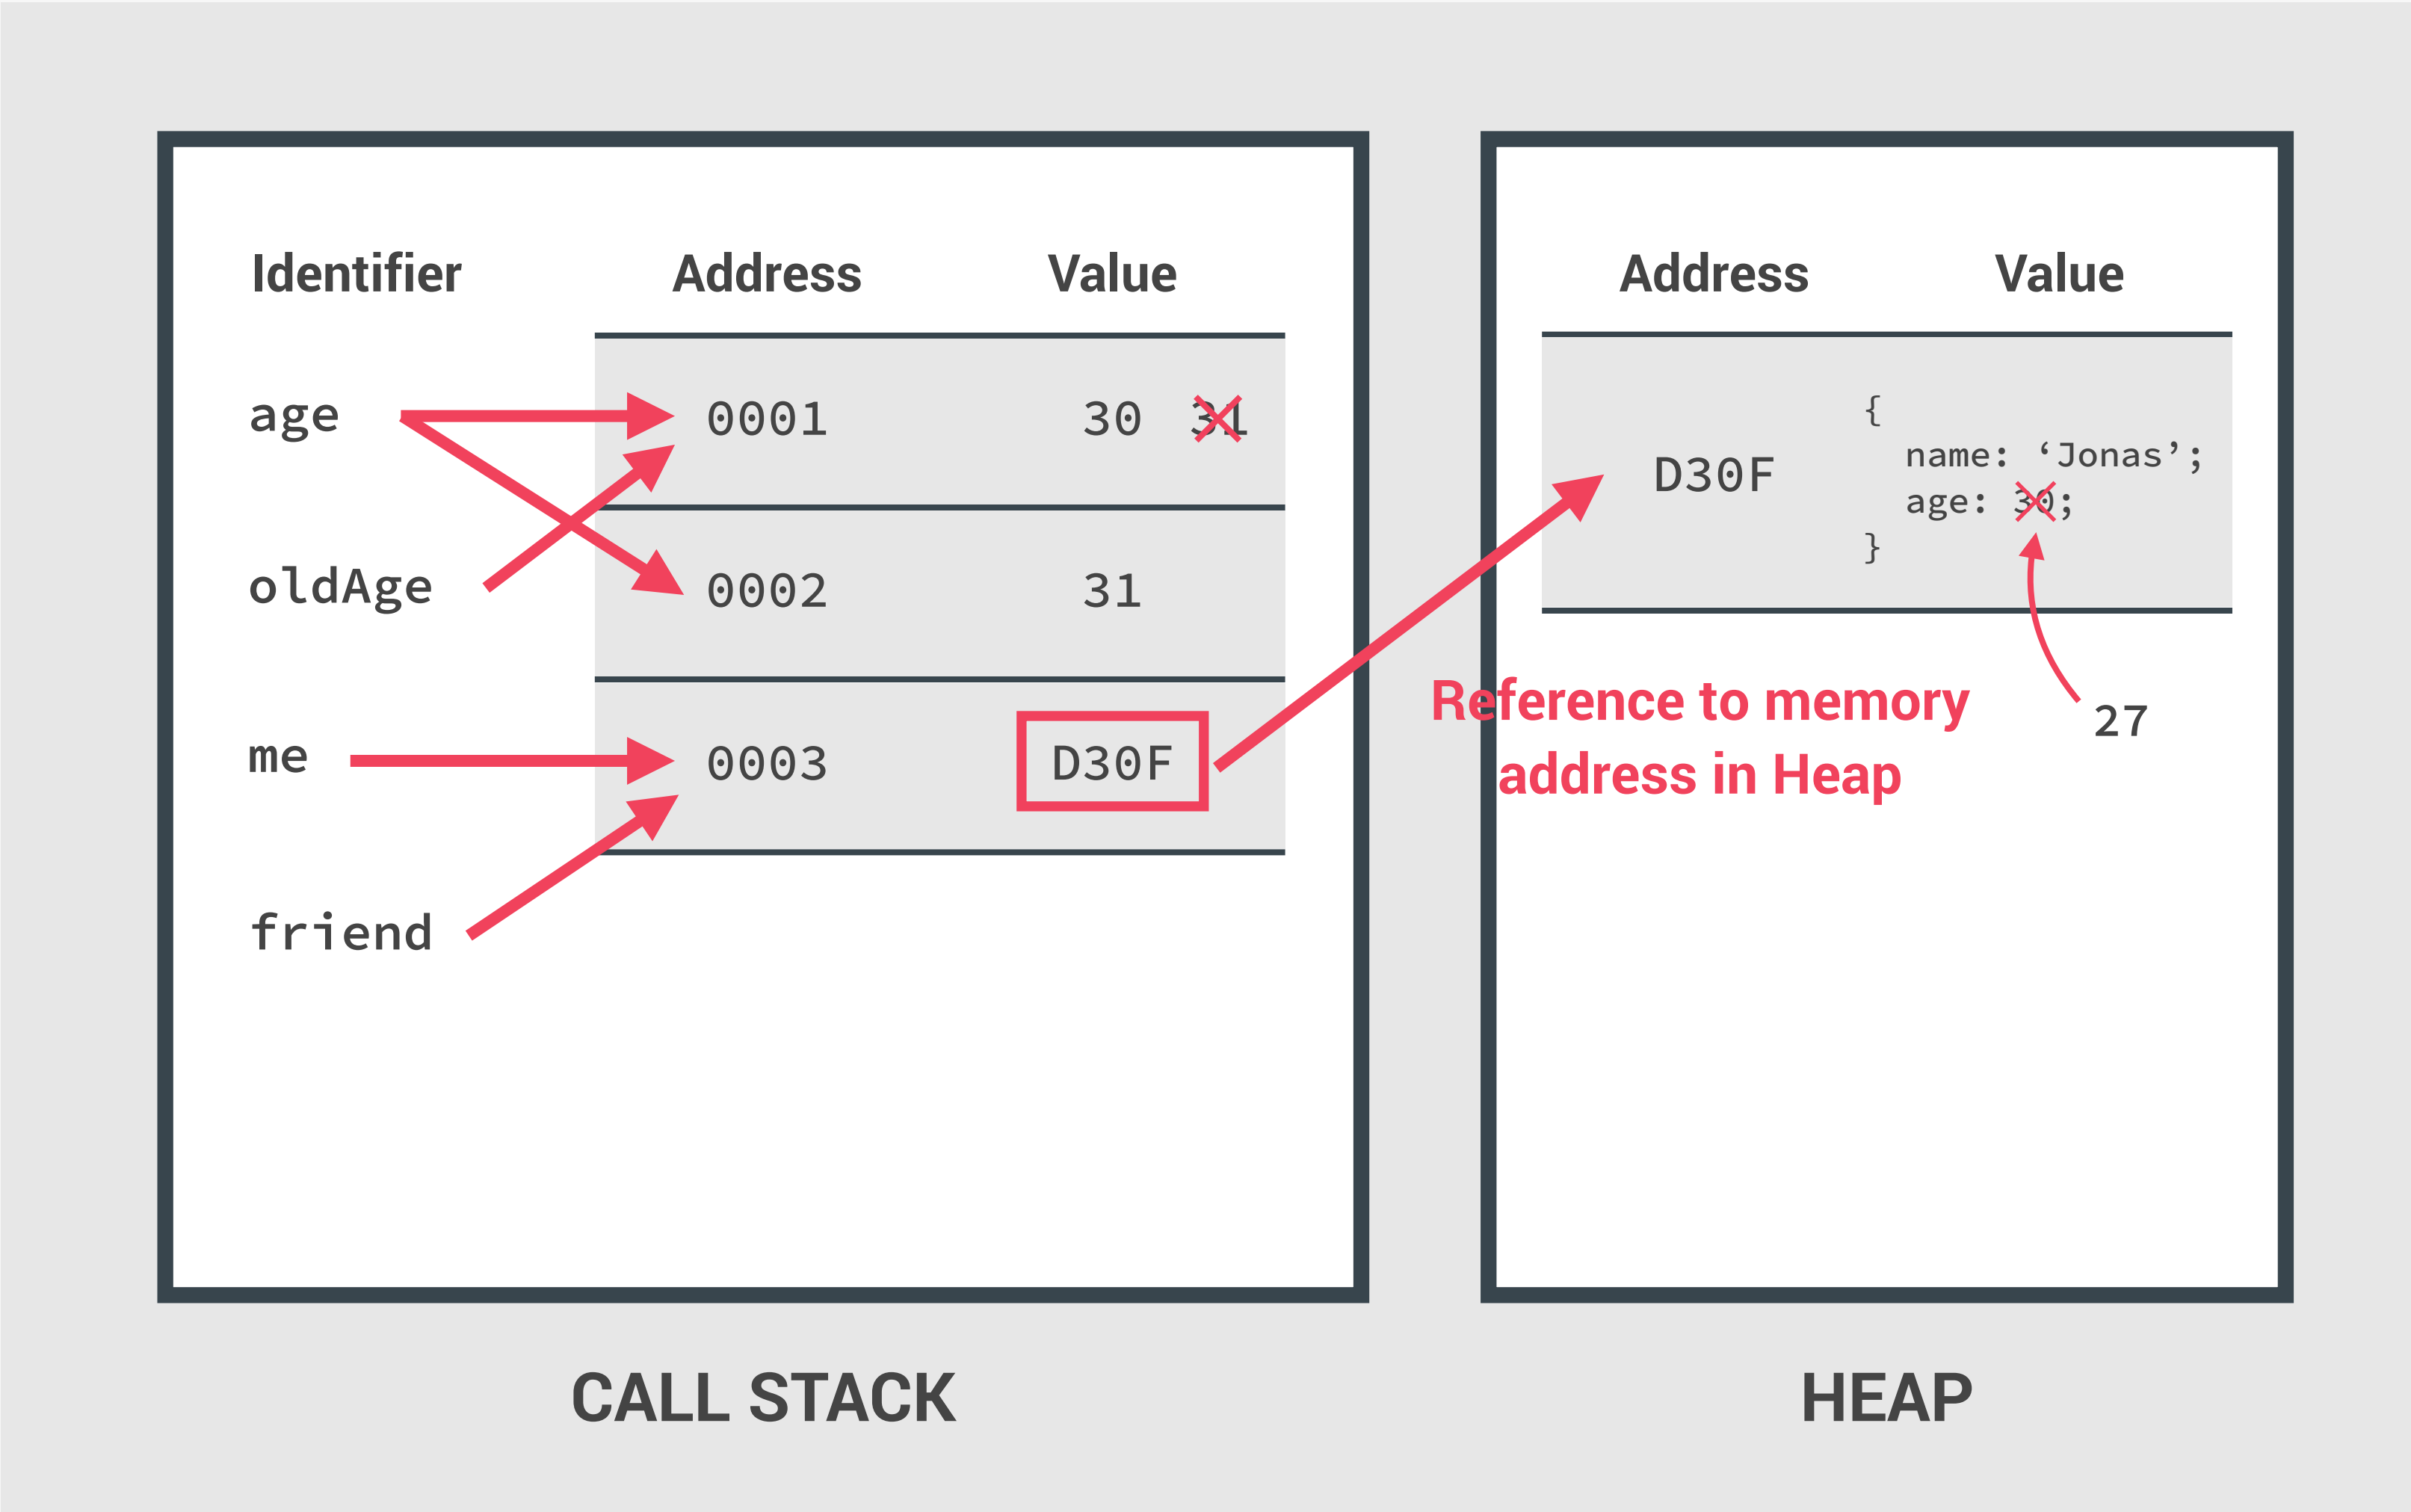 Identifier Address Value
age 0001 30 31
oldAge 0002 31
me 0003 D30F
friend
CALL STACK
Address Value
{
D30F name: ‘Jonas’;
age: 30;
}
27
Reference to memory
address in Heap
HEAP